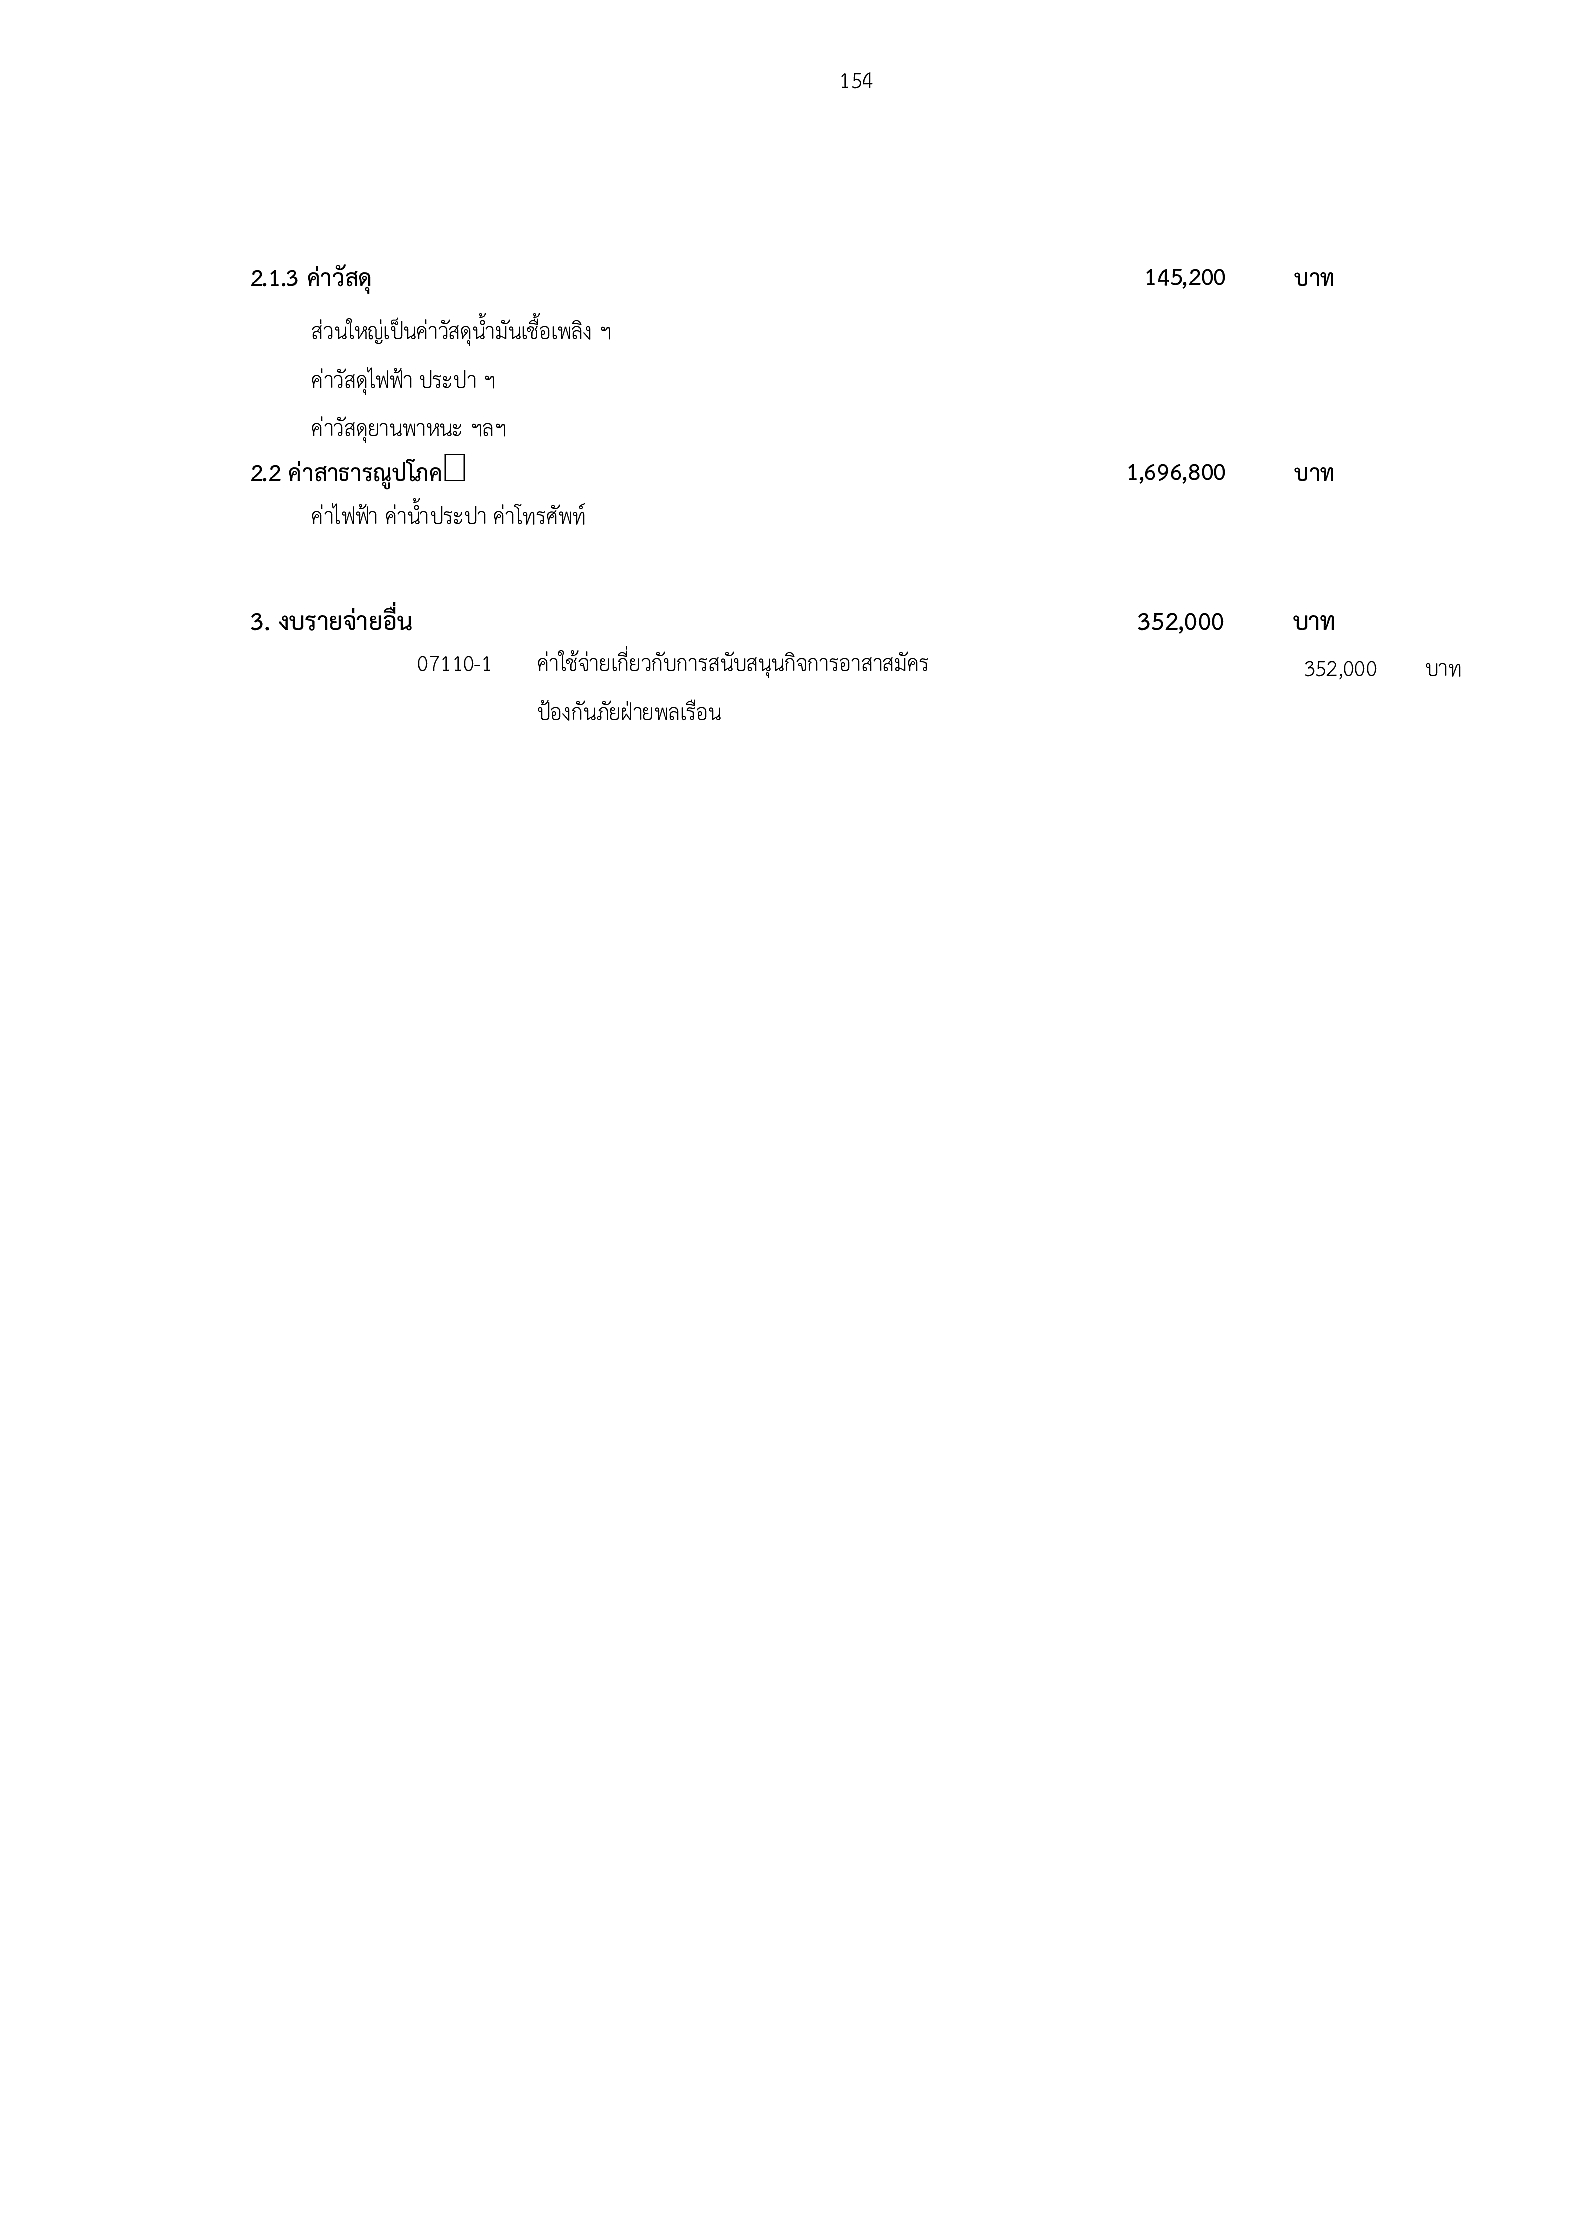 154
2.1.3 ค่าวัสดุ 145,200 บาท
ส่วนใหญ่เป็นค่าวัสดุน้ำมันเชื้อเพลิง ฯ
ค่าวัสดุไฟฟ้า ประปา ฯ
ค่าวัสดุยานพาหนะ ฯลฯ
2.2 ค่าสาธารณูปโภค 1,696,800 บาท
ค่าไฟฟ้า ค่าน้ำประปา ค่าโทรศัพท์
3. งบรายจ่ายอื่น 352,000 บาท
07110-1 ค่าใช้จ่ายเกี่ยวกับการสนับสนุนกิจการอาสาสมัคร 352,000 บาท
ป้องกันภัยฝ่ายพลเรือน